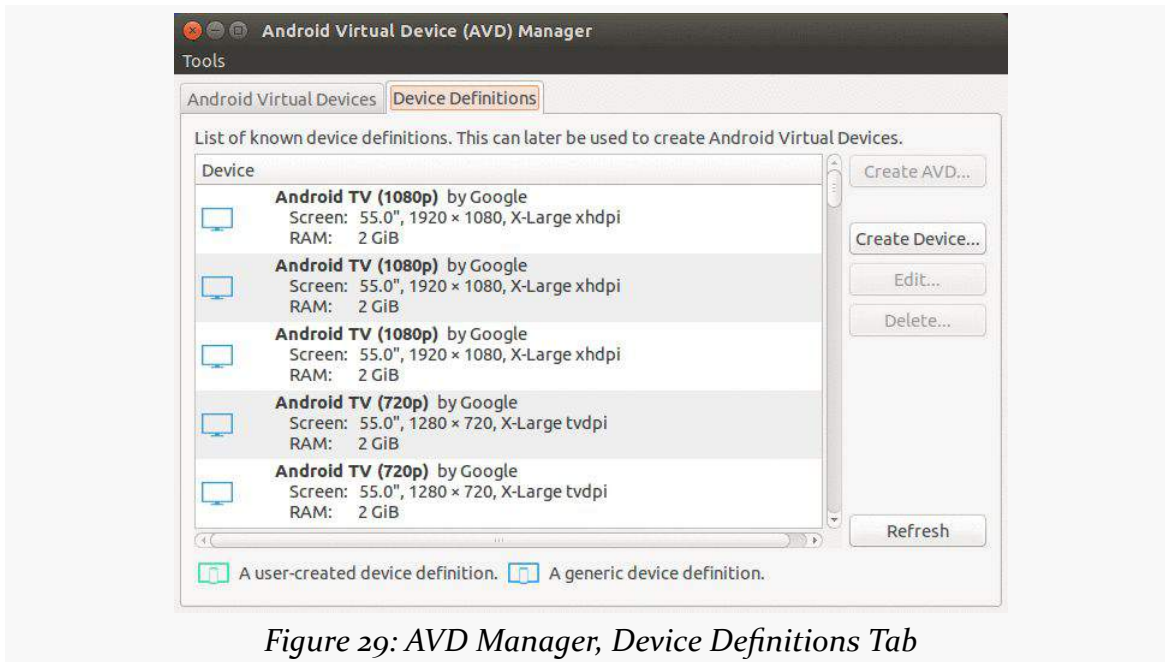 Android Virtual Device (AVD) Manager
Tools
Android Virtual Devices Device Definitions
List of known device definitions. This can later be used to create Android Virtual Devices.
Device
Create AVD...
Android TV (1080p) by Google
Screen: 55.0", 1920 × 1080, X-Large xhdpi
RAM: 2 GiB
Create Device...
Android TV (1080p) by Google
Screen: 55.0", 1920 × 1080, X-Large xhdpi
RAM: 2 GiB
Edit...
Delete...
Android TV (1080p) by Google
Screen: 55.0", 1920 × 1080, X-Large xhdpi
RAM: 2 GiB
Android TV (720p) by Google
Screen: 55.0", 1280 × 720, X-Large tvdpi
RAM: 2 GiB
Android TV (720p) by Google
Screen: 55.0", 1280 × 720, X-Large tvdpi
RAM: 2 GiB
Refresh
A user-created device definition. A generic device definition.
Figure 29: AVD Manager, Device Definitions Tab